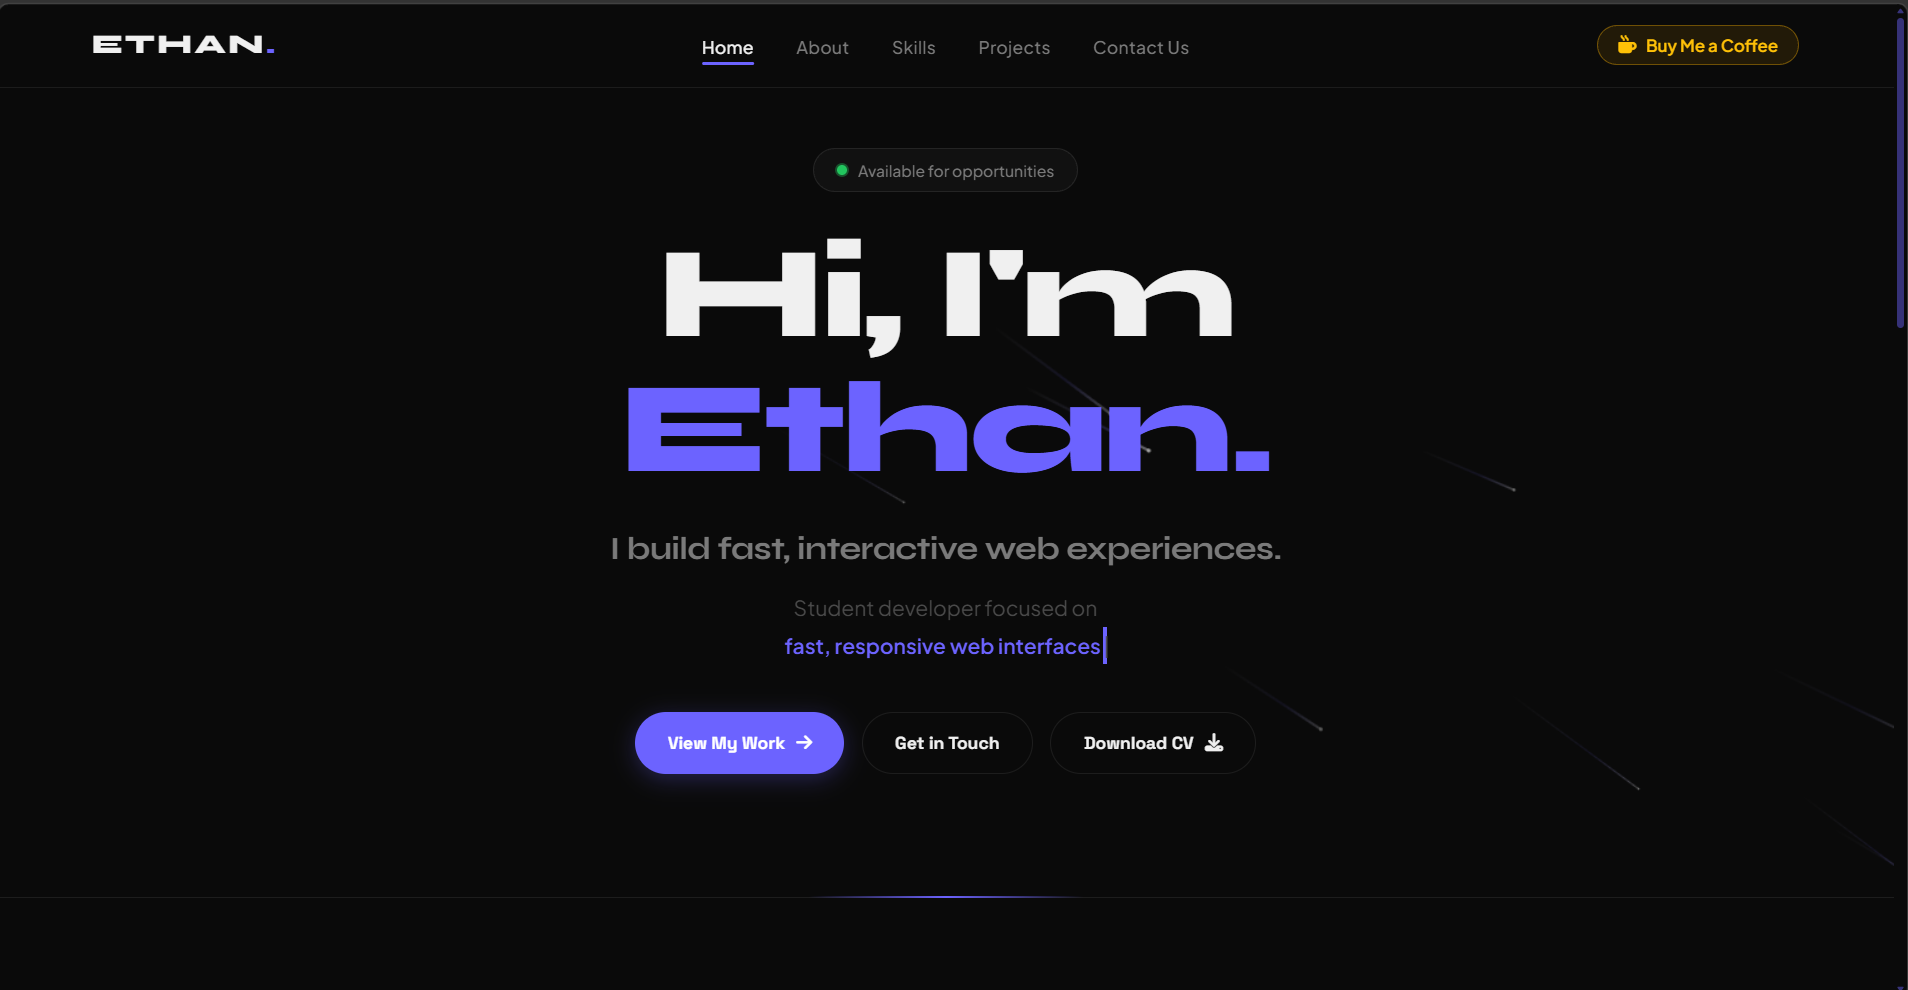 ETHAN.
Home
About
Skills
Projects
Contact Us
Buy Me a Coffee
Available for opportunities
Hi, I'm
Ethan.
I build fast, interactive web experiences.
Student developer focused on
fast, responsive web interfaces
View My Work →
Get in Touch
Download CV